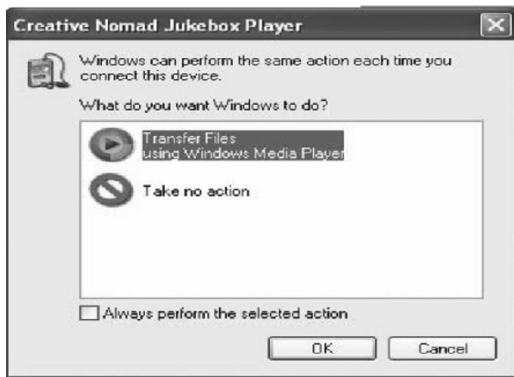 Creative Nomad Jukebox Player
Windows can perform the same action each time you
connect this device.
What do you want Windows to do?
Transfer Files
using Windows Media Player
Take no action
Always perform the selected action
OK
Cancel